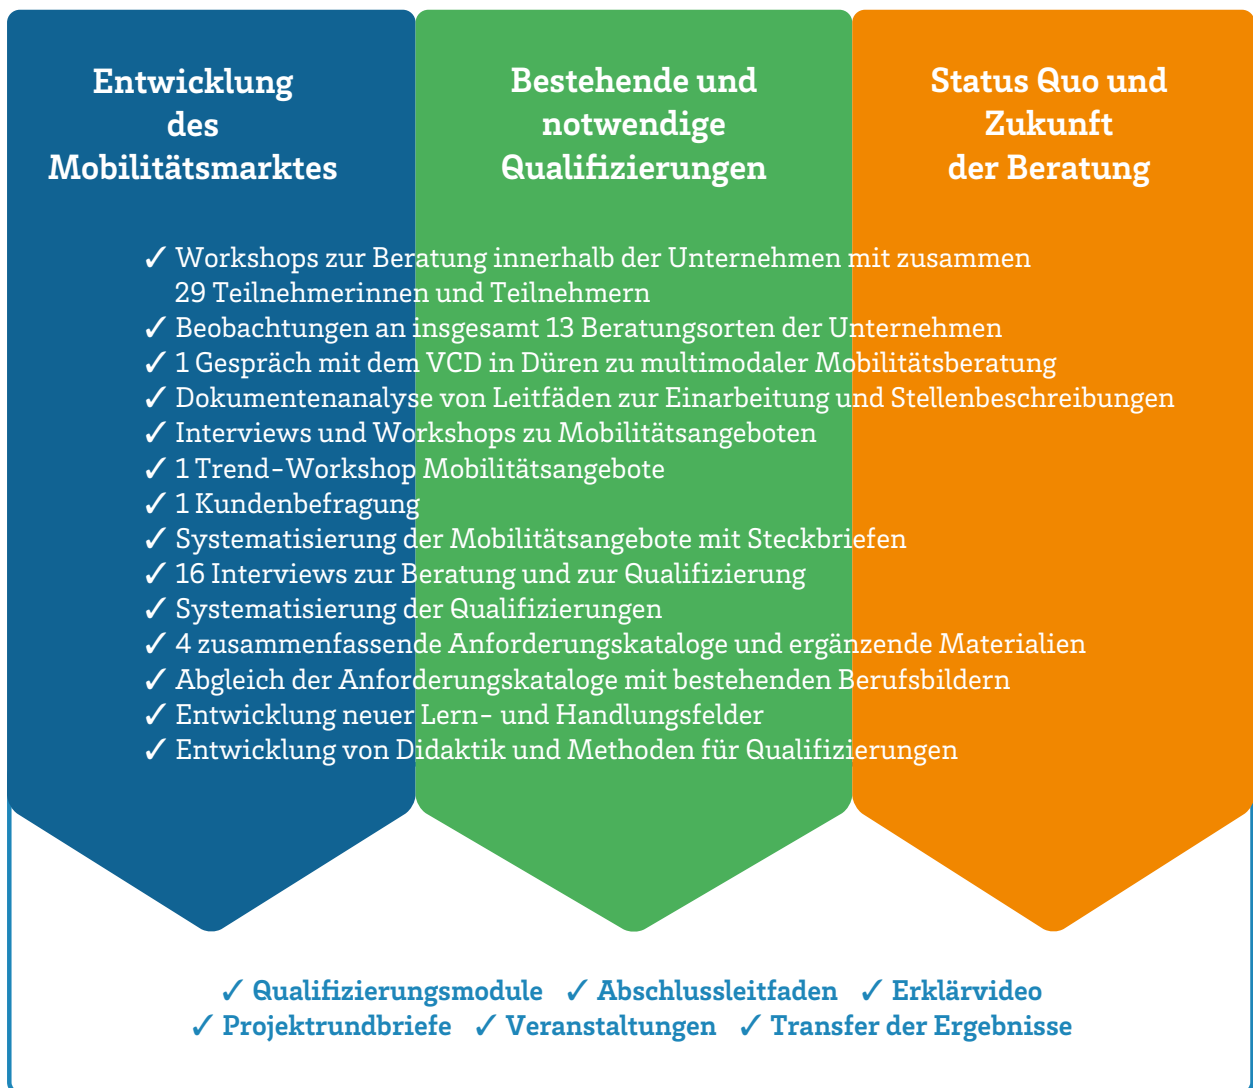 Entwicklung
des
Mobilitätsmarktes
Bestehende und
notwendige
Qualifizierungen
Status Quo und
Zukunft
der Beratung
✓ Workshops zur Beratung innerhalb der Unternehmen mit zusammen
29 Teilnehmerinnen und Teilnehmern
✓ Beobachtungen an insgesamt 13 Beratungsorten der Unternehmen
✓ 1 Gespräch mit dem VCD in Düren zu multimodaler Mobilitätsberatung
✓ Dokumentenanalyse von Leitfäden zur Einarbeitung und Stellenbeschreibungen
✓ Interviews und Workshops zu Mobilitätsangeboten
✓ 1 Trend-Workshop Mobilitätsangebote
✓ 1 Kundenbefragung
✓ Systematisierung der Mobilitätsangebote mit Steckbriefen
✓ 16 Interviews zur Beratung und zur Qualifizierung
✓ Systematisierung der Qualifizierungen
✓ 4 zusammenfassende Anforderungskataloge und ergänzende Materialien
✓ Abgleich der Anforderungskataloge mit bestehenden Berufsbildern
✓ Entwicklung neuer Lern- und Handlungsfelder
✓ Entwicklung von Didaktik und Methoden für Qualifizierungen
✓ Qualifizierungsmodule ✓ Abschlussleitfaden ✓ Erklärvideo
✓ Projektrundbriefe ✓ Veranstaltungen ✓ Transfer der Ergebnisse